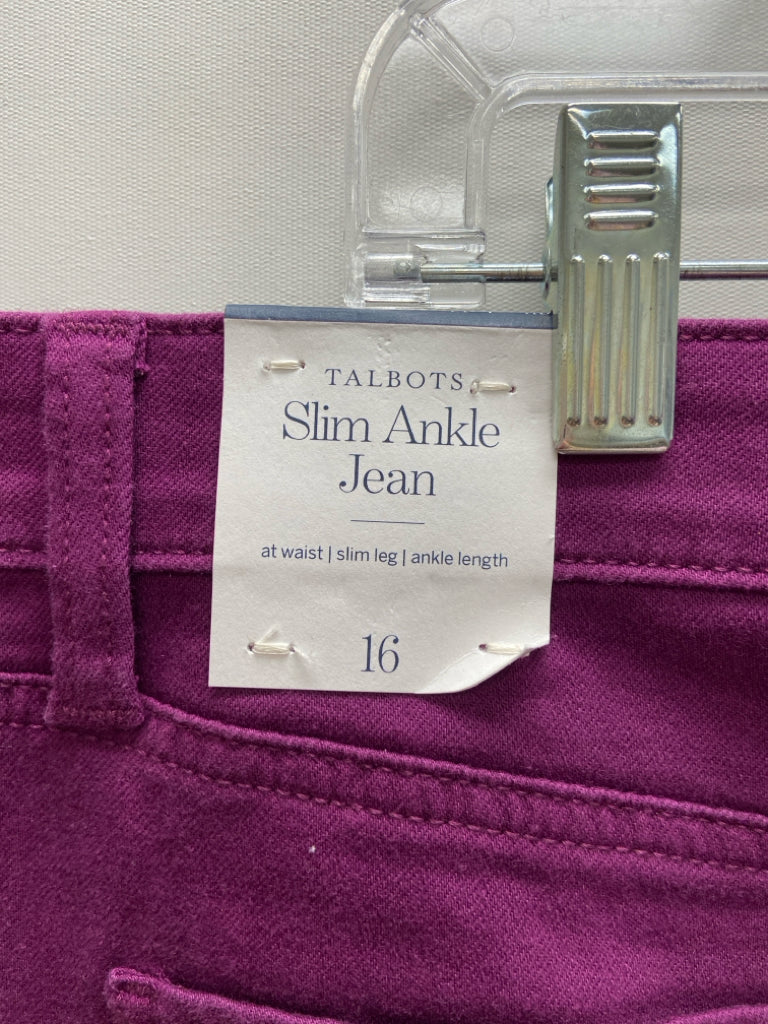 TALBOTS
Slim Ankle
Jean
at waist | slim leg | ankle length
16